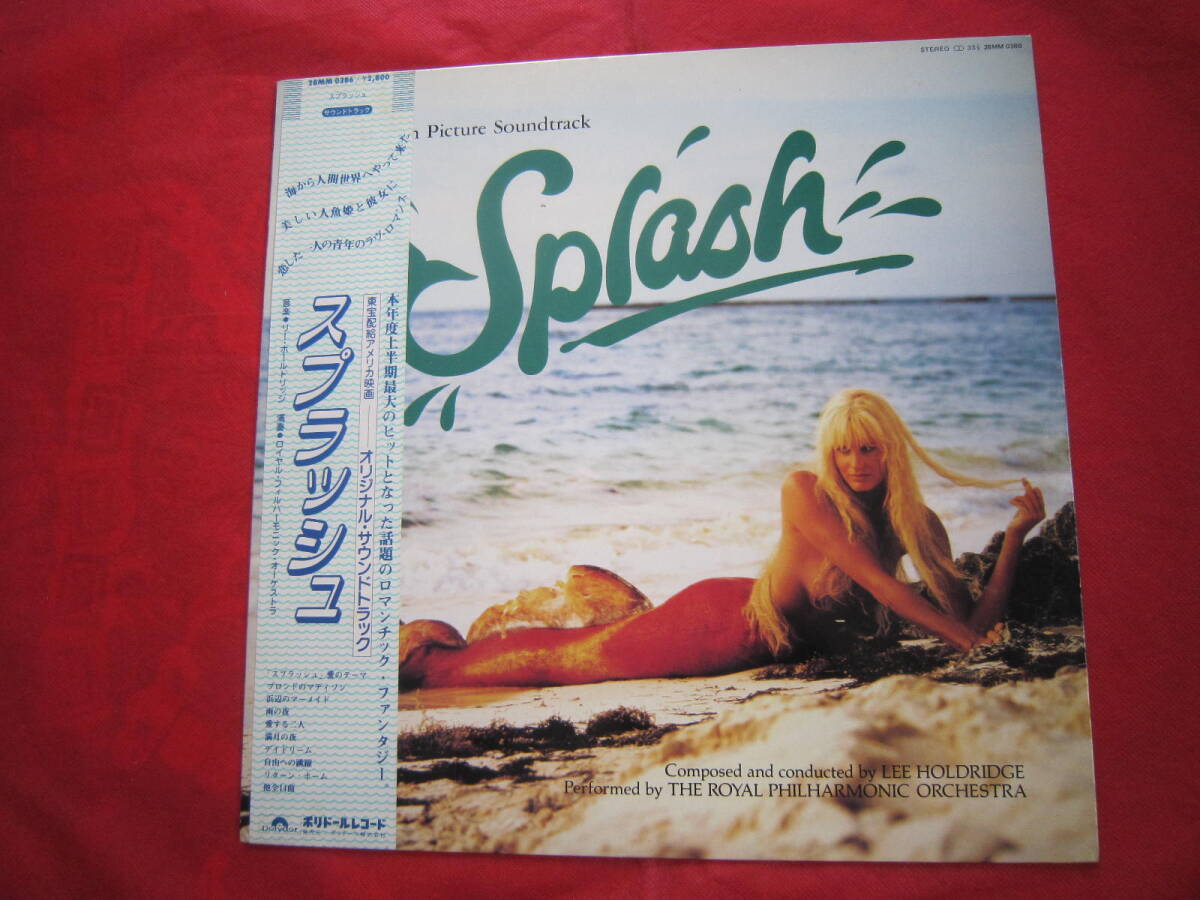 STEREO 33⅓ 28MM 0386
28MM 0386 / ¥2,800
スプラッシュ
サウンドトラック
海から人間世界へやって来た
美しい人魚姫と彼女に
恋した一人の青年のラヴ・ロマンス
n Picture Soundtrack
Splash
本年度上半期最大のヒットとなった話題のロマンチック・ファンタジー。
東宝配給アメリカ映画 ── オリジナル・サウンドトラック
スプラッシュ
音楽●リー・ホールドリッジ 演奏●ロイヤル・フィルハーモニック・オーケストラ
「スプラッシュ」愛のテーマ
ブロンドのマディソン
浜辺のマーメイド
雨の夜
愛する二人
満月の夜
デイドリーム
自由への跳躍
リターン・ホーム
他全11曲
Polydor
ポリドールレコード
Composed and conducted by LEE HOLDRIDGE
Performed by THE ROYAL PHILHARMONIC ORCHESTRA